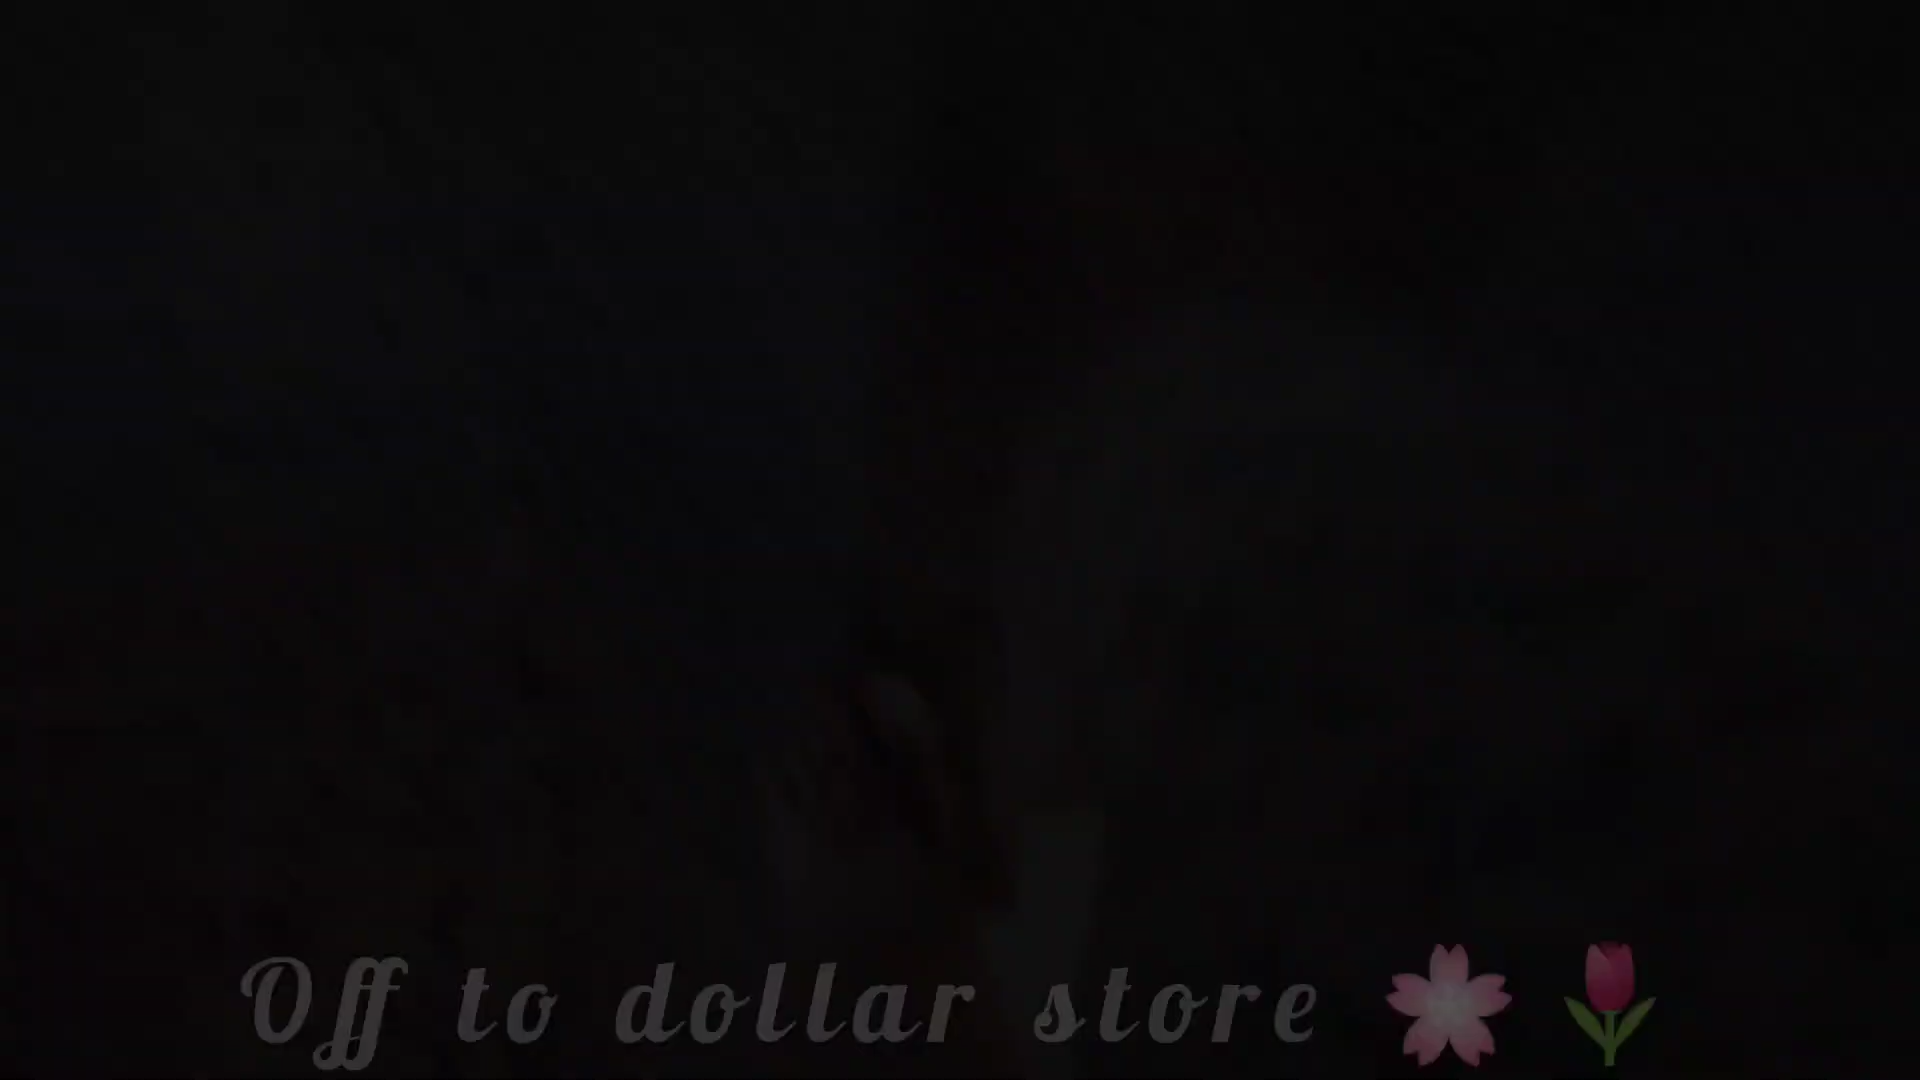 Off to dollar store 🌸 🌷